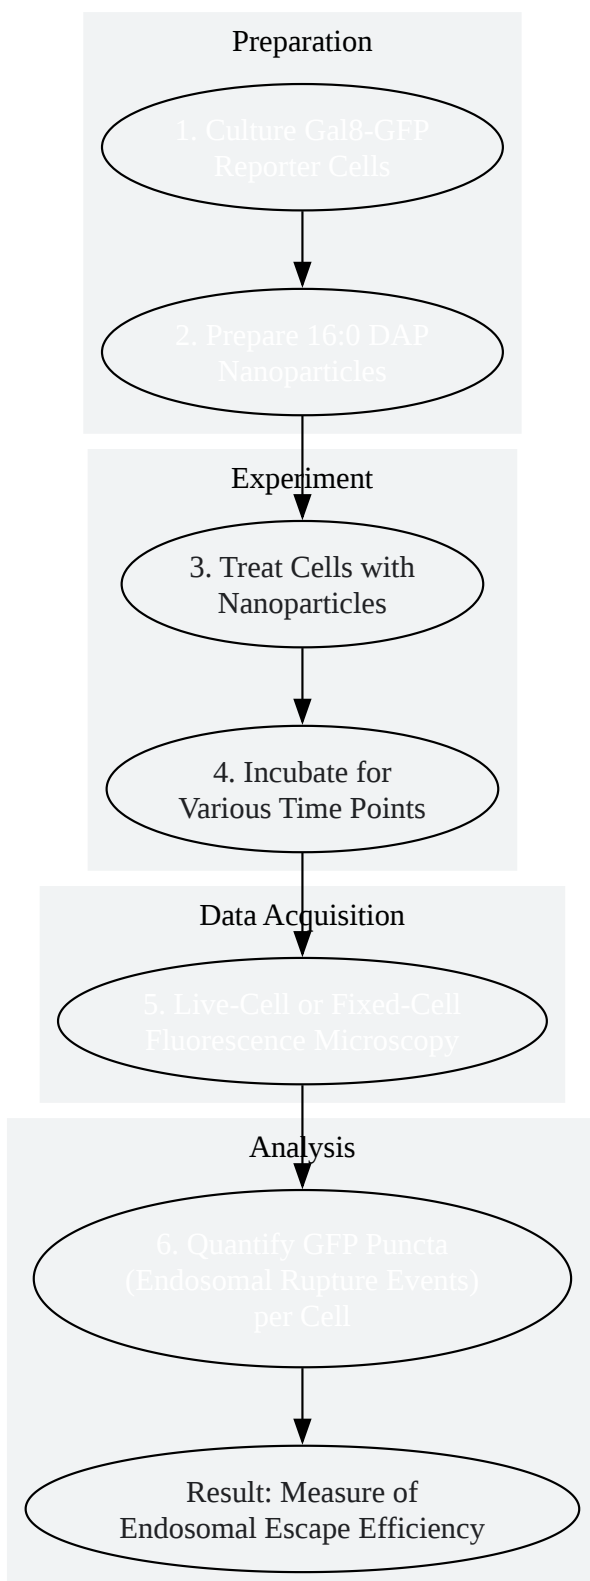 Preparation
1. Culture Gal8-GFP
Reporter Cells
2. Prepare 16:0 DAP
Nanoparticles
Experiment
3. Treat Cells with
Nanoparticles
4. Incubate for
Various Time Points
Data Acquisition
5. Live-Cell or Fixed-Cell
Fluorescence Microscopy
Analysis
6. Quantify GFP Puncta
(Endosomal Rupture Events)
per Cell
Result: Measure of
Endosomal Escape Efficiency